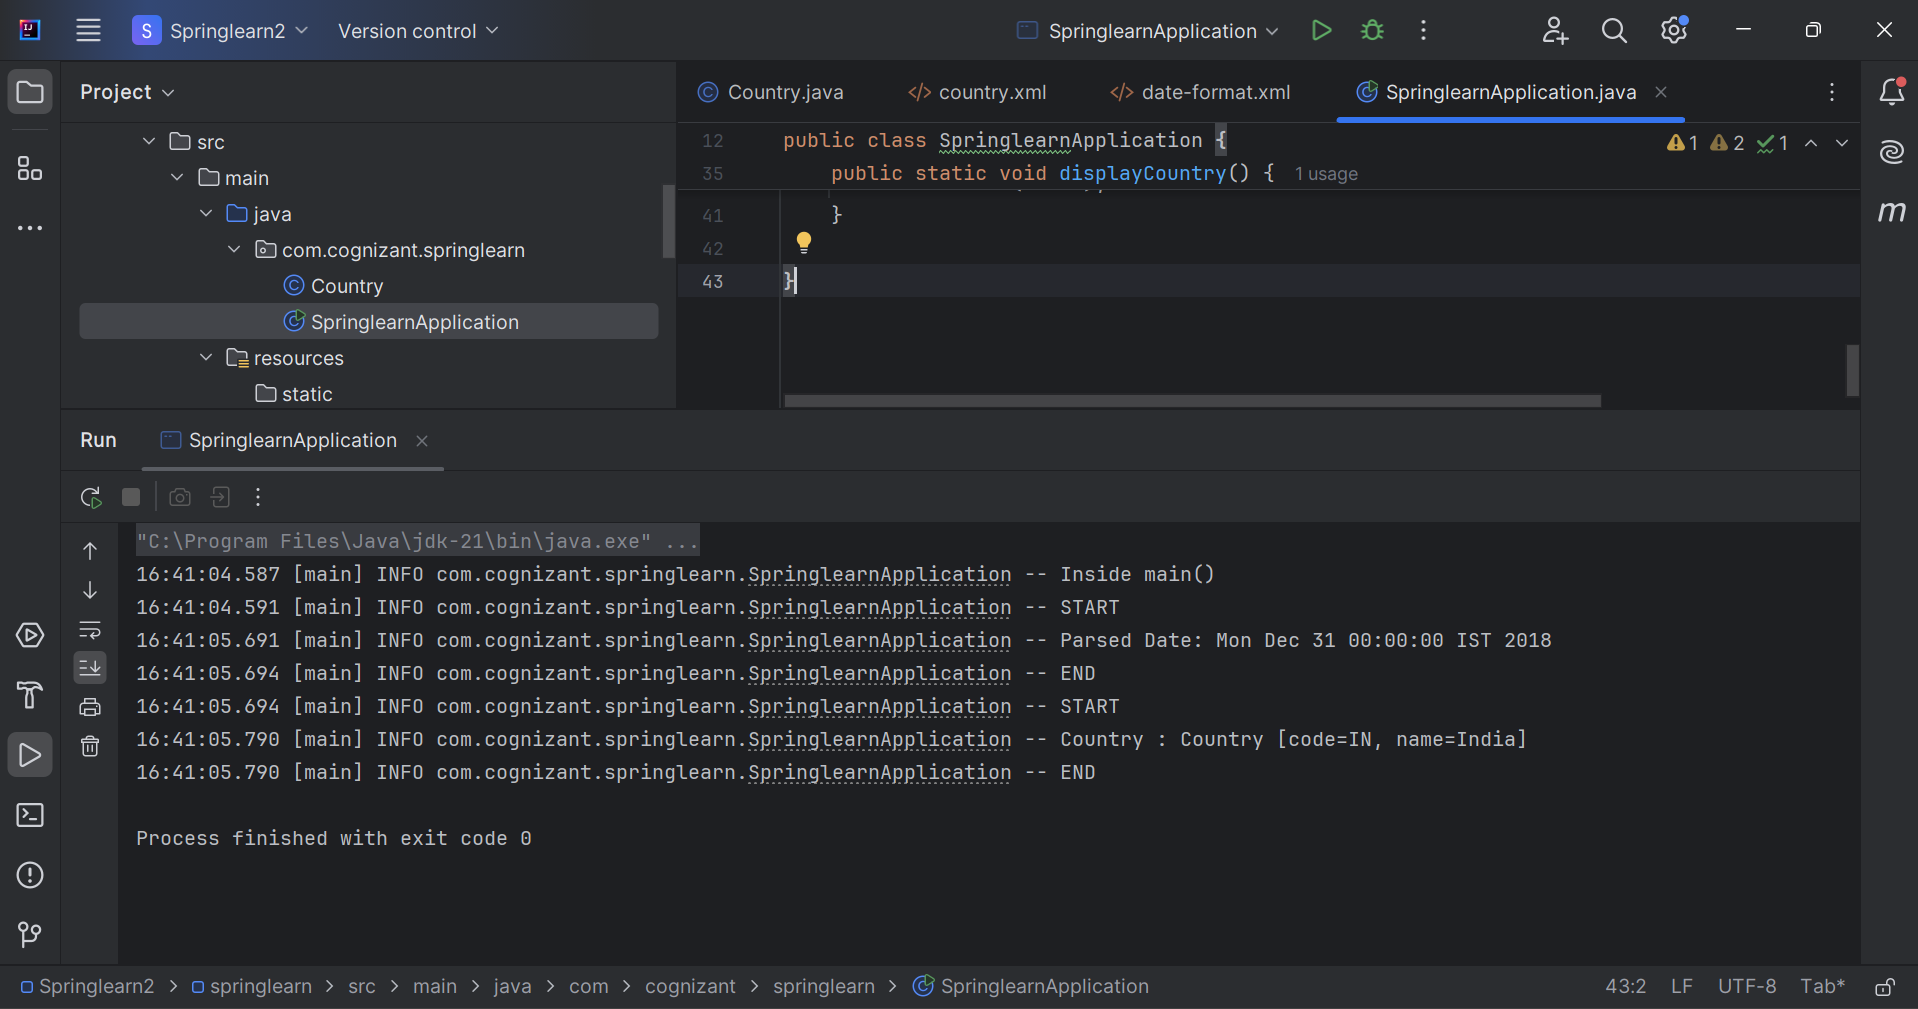 S Springlearn2 Version control SpringlearnApplication
Project
src
main
java
com.cognizant.springlearn
Country
SpringlearnApplication
resources
static
Country.java country.xml date-format.xml SpringlearnApplication.java
12 public class SpringlearnApplication {
1 2 1
35 public static void displayCountry() { 1 usage
41 }
42
43 }
m
Run SpringlearnApplication
"C:\Program Files\Java\jdk-21\bin\java.exe" ...
16:41:04.587 [main] INFO com.cognizant.springlearn.SpringlearnApplication -- Inside main()
16:41:04.591 [main] INFO com.cognizant.springlearn.SpringlearnApplication -- START
16:41:05.691 [main] INFO com.cognizant.springlearn.SpringlearnApplication -- Parsed Date: Mon Dec 31 00:00:00 IST 2018
16:41:05.694 [main] INFO com.cognizant.springlearn.SpringlearnApplication -- END
16:41:05.694 [main] INFO com.cognizant.springlearn.SpringlearnApplication -- START
16:41:05.790 [main] INFO com.cognizant.springlearn.SpringlearnApplication -- Country : Country [code=IN, name=India]
16:41:05.790 [main] INFO com.cognizant.springlearn.SpringlearnApplication -- END
Process finished with exit code 0
Springlearn2 > springlearn > src > main > java > com > cognizant > springlearn > SpringlearnApplication 43:2 LF UTF-8 Tab*